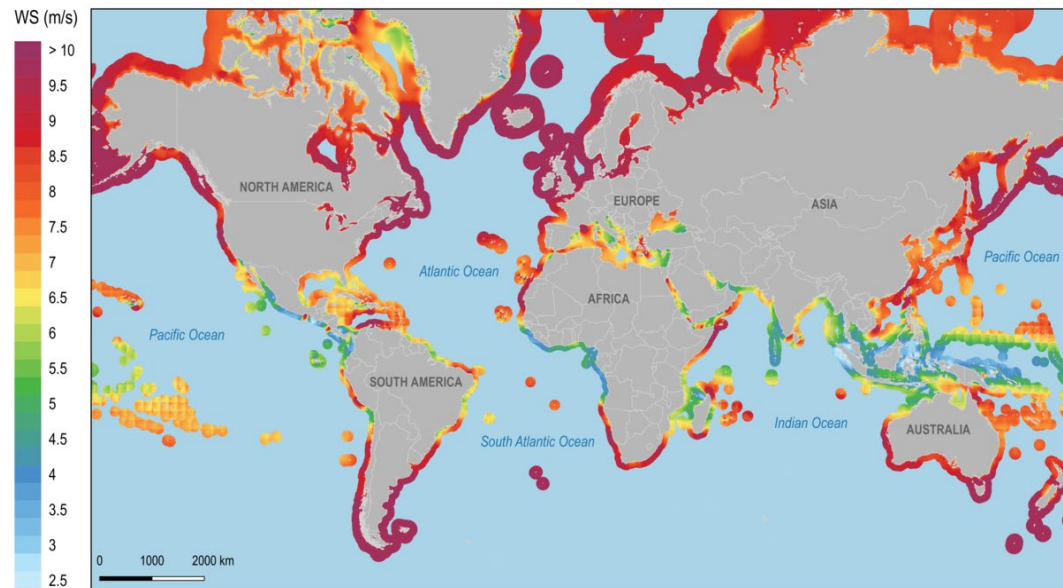 WS (m/s)
> 10
9.5
9
8.5
8
7.5
7
6.5
6
5.5
5
4.5
4
3.5
3
2.5
NORTH AMERICA
EUROPE
ASIA
Atlantic Ocean
Pacific Ocean
AFRICA
Pacific Ocean
SOUTH AMERICA
Indian Ocean
South Atlantic Ocean
AUSTRALIA
0 1000 2000 km